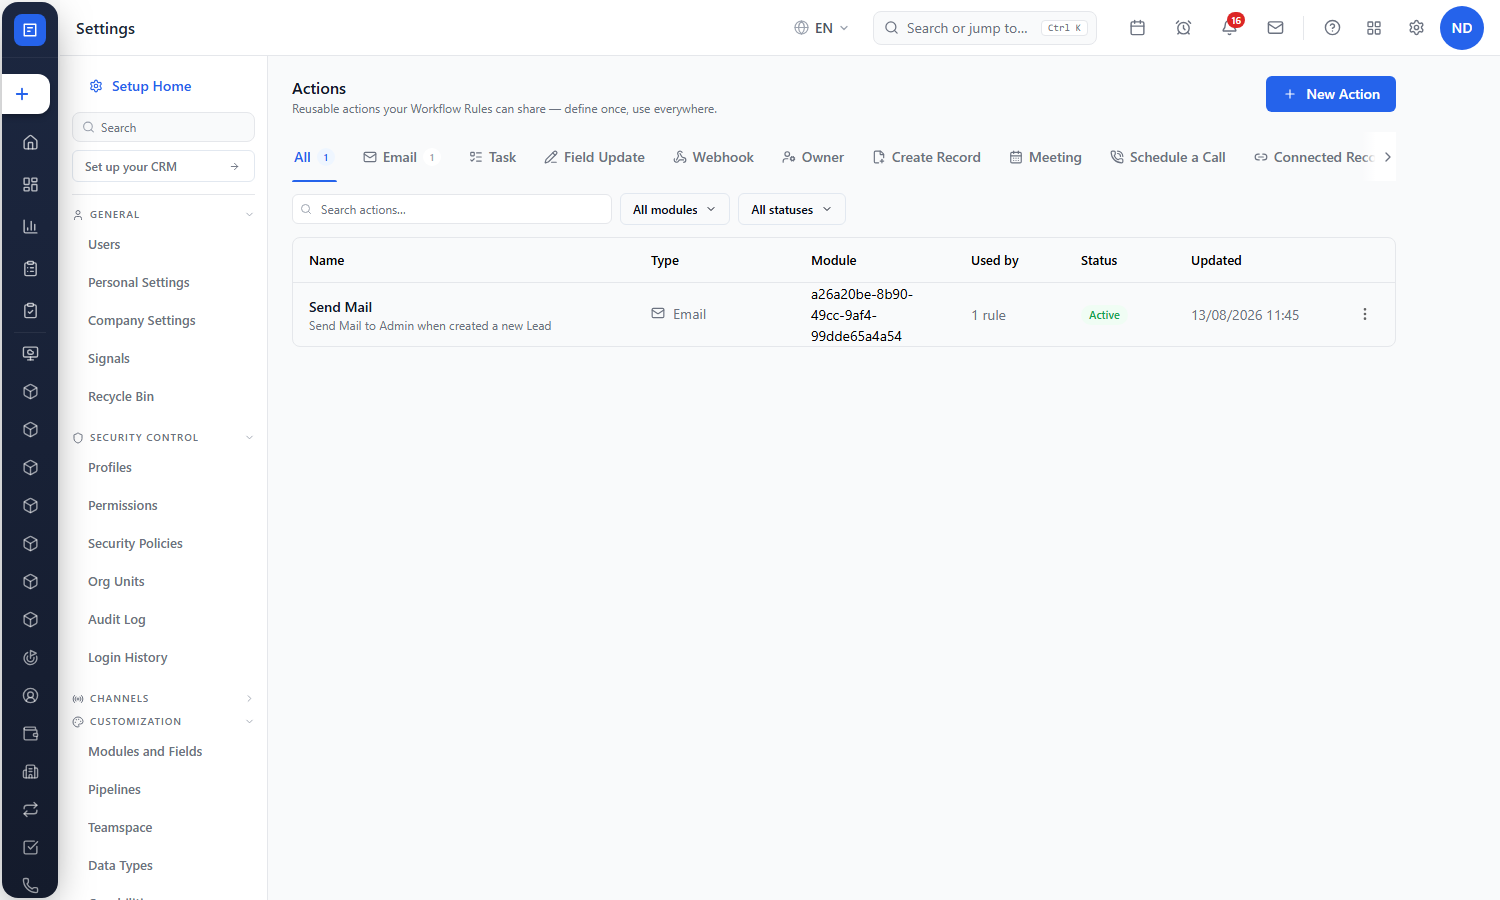 Settings
EN
Search or jump to...
Ctrl K
16
ND
Setup Home
Search
Set up your CRM
GENERAL
Users
Personal Settings
Company Settings
Signals
Recycle Bin
SECURITY CONTROL
Profiles
Permissions
Security Policies
Org Units
Audit Log
Login History
CHANNELS
CUSTOMIZATION
Modules and Fields
Pipelines
Teamspace
Data Types
Actions
Reusable actions your Workflow Rules can share — define once, use everywhere.
New Action
All 1
Email 1
Task
Field Update
Webhook
Owner
Create Record
Meeting
Schedule a Call
Connected Rec
Search actions...
All modules
All statuses
Name Type Module Used by Status Updated
Send Mail
Send Mail to Admin when created a new Lead
Email
a26a20be-8b90-
49cc-9af4-
99dde65a4a54
1 rule
Active
13/08/2026 11:45